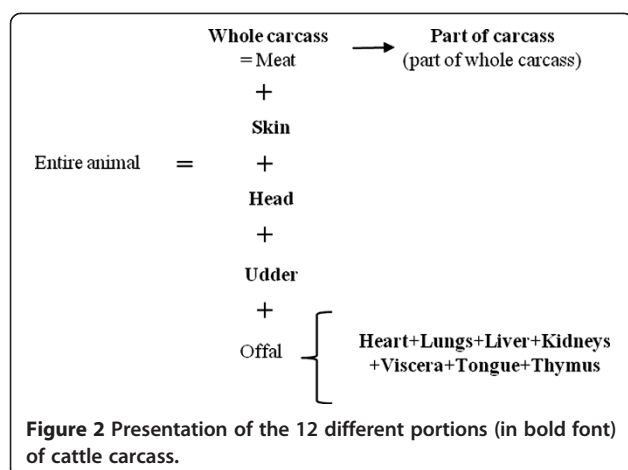 Whole carcass Part of carcass
= Meat (part of whole carcass)
+
Skin
Entire animal = +
Head
+
Udder
+
Offal Heart+Lungs+Liver+Kidneys
+Viscera+Tongue+Thymus
Figure 2 Presentation of the 12 different portions (in bold font)
of cattle carcass.